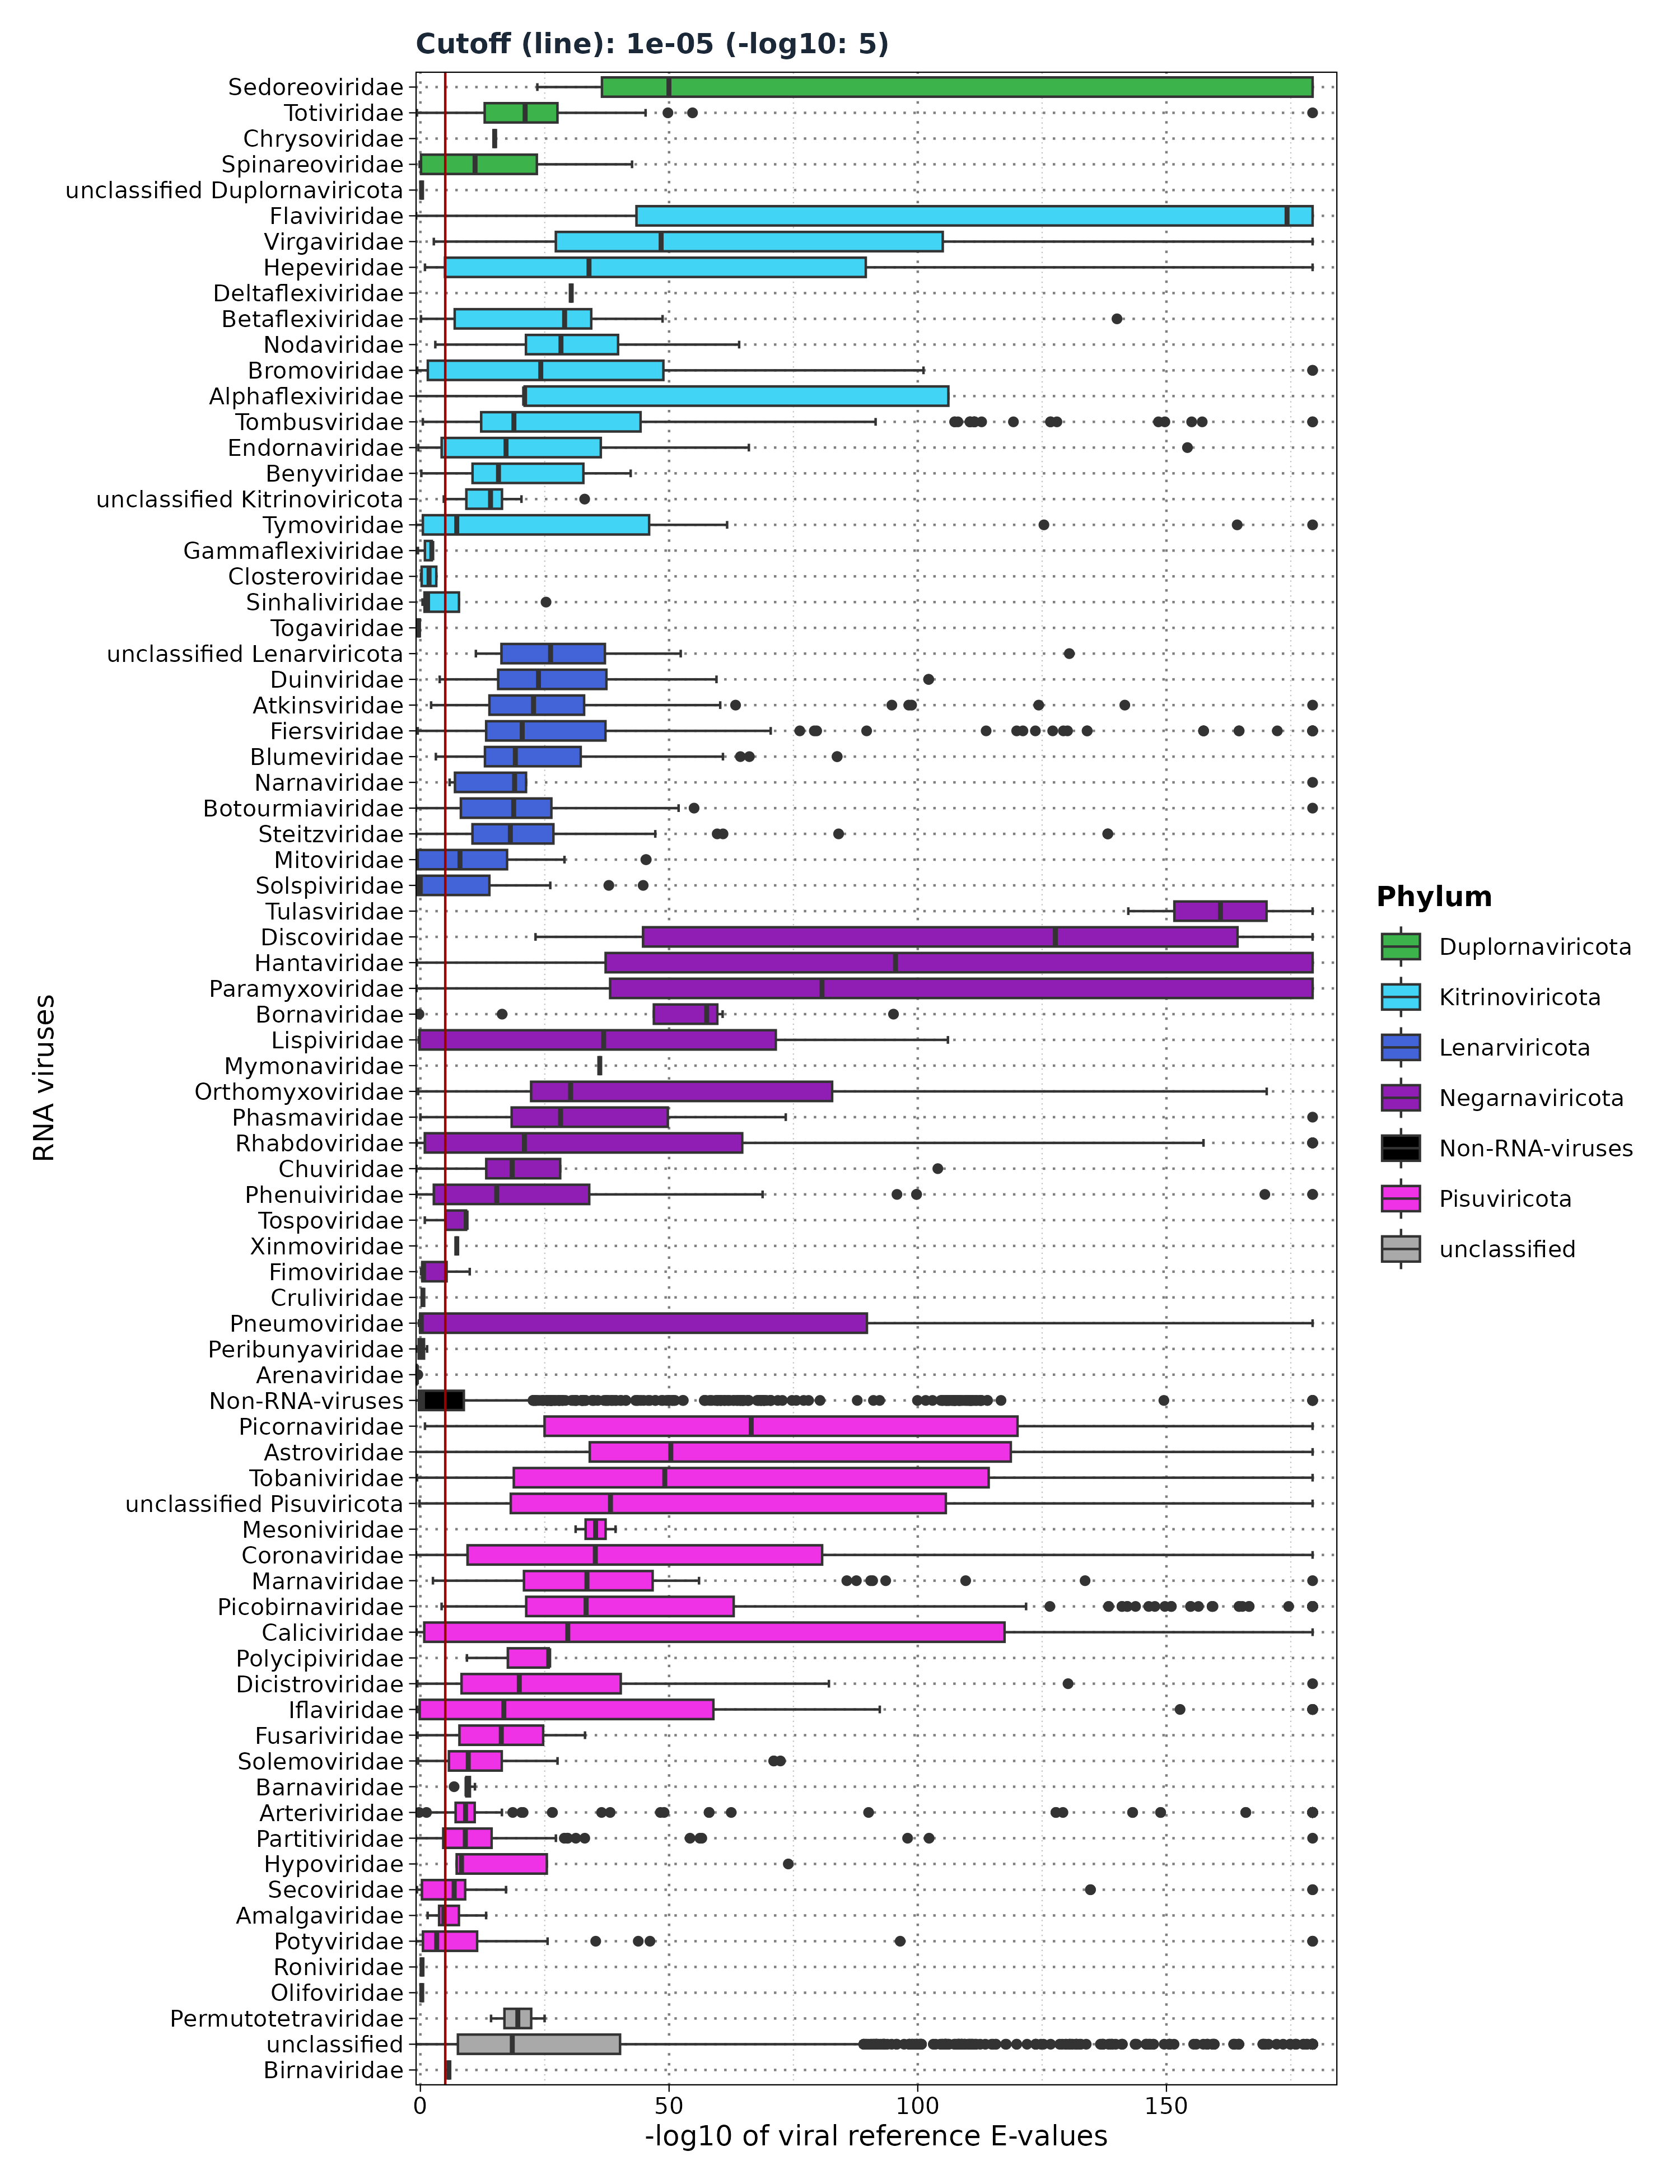 Cutoff (line): 1e-05 (-log10: 5)
Sedoreoviridae
Totiviridae
Chrysoviridae
Spinareoviridae
unclassified Duplornaviricota
Flaviviridae
Virgaviridae
Hepeviridae
Deltaflexiviridae
Betaflexiviridae
Nodaviridae
Bromoviridae
Alphaflexiviridae
Tombusviridae
Endornaviridae
Benyviridae
unclassified Kitrinoviricota
Tymoviridae
Gammaflexiviridae
Closteroviridae
Sinhaliviridae
Togaviridae
unclassified Lenarviricota
Duinviridae
Atkinsviridae
Fiersviridae
Blumeviridae
Narnaviridae
Botourmiaviridae
Steitzviridae
Mitoviridae
Solspiviridae
Tulasviridae
Discoviridae
Hantaviridae
Paramyxoviridae
Bornaviridae
Lispiviridae
Mymonaviridae
Orthomyxoviridae
Phasmaviridae
Rhabdoviridae
Chuviridae
Phenuiviridae
Tospoviridae
Xinmoviridae
Fimoviridae
Cruliviridae
Pneumoviridae
Peribunyaviridae
Arenaviridae
Non-RNA-viruses
Picornaviridae
Astroviridae
Tobaniviridae
unclassified Pisuviricota
Mesoniviridae
Coronaviridae
Marnaviridae
Picobirnaviridae
Caliciviridae
Polycipiviridae
Dicistroviridae
Iflaviridae
Fusariviridae
Solemoviridae
Barnaviridae
Arteriviridae
Partitiviridae
Hypoviridae
Secoviridae
Amalgaviridae
Potyviridae
Roniviridae
Olifoviridae
Permutotetraviridae
unclassified
Birnaviridae
0 50 100 150
-log10 of viral reference E-values
RNA viruses
Phylum
Duplornaviricota
Kitrinoviricota
Lenarviricota
Negarnaviricota
Non-RNA-viruses
Pisuviricota
unclassified